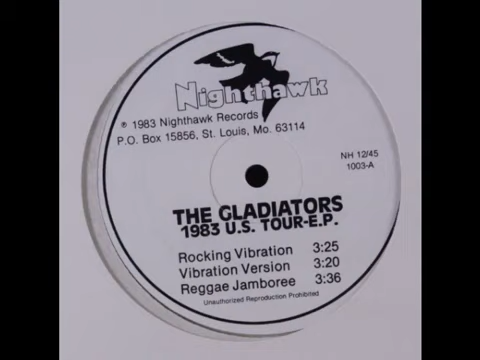 Nighthawk
℗ 1983 Nighthawk Records
P.O. Box 15856, St. Louis, Mo. 63114
NH 12/45
1003-A
THE GLADIATORS
1983 U.S. TOUR-E.P.
Rocking Vibration 3:25
Vibration Version 3:20
Reggae Jamboree 3:36
Unauthorized Reproduction Prohibited